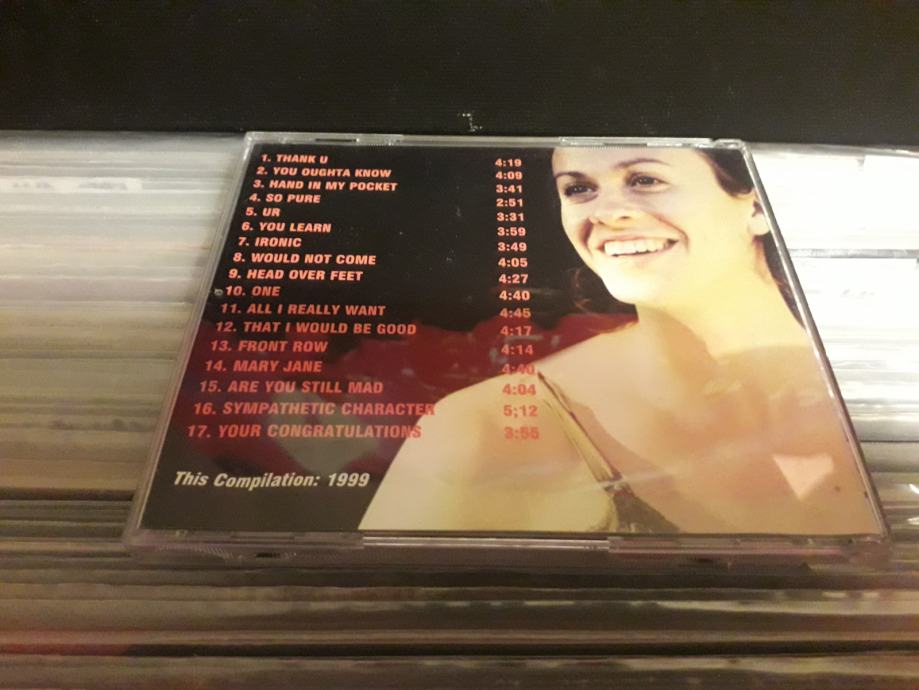 1. THANK U 4:19
2. YOU OUGHTA KNOW 4:09
3. HAND IN MY POCKET 3:41
4. SO PURE 2:51
5. UR 3:31
6. YOU LEARN 3:59
7. IRONIC 3:49
8. WOULD NOT COME 4:05
9. HEAD OVER FEET 4:27
10. ONE 4:40
11. ALL I REALLY WANT 4:45
12. THAT I WOULD BE GOOD 4:17
13. FRONT ROW 4:14
14. MARY JANE 4:40
15. ARE YOU STILL MAD 4:04
16. SYMPATHETIC CHARACTER 5;12
17. YOUR CONGRATULATIONS 3:55
This Compilation: 1999